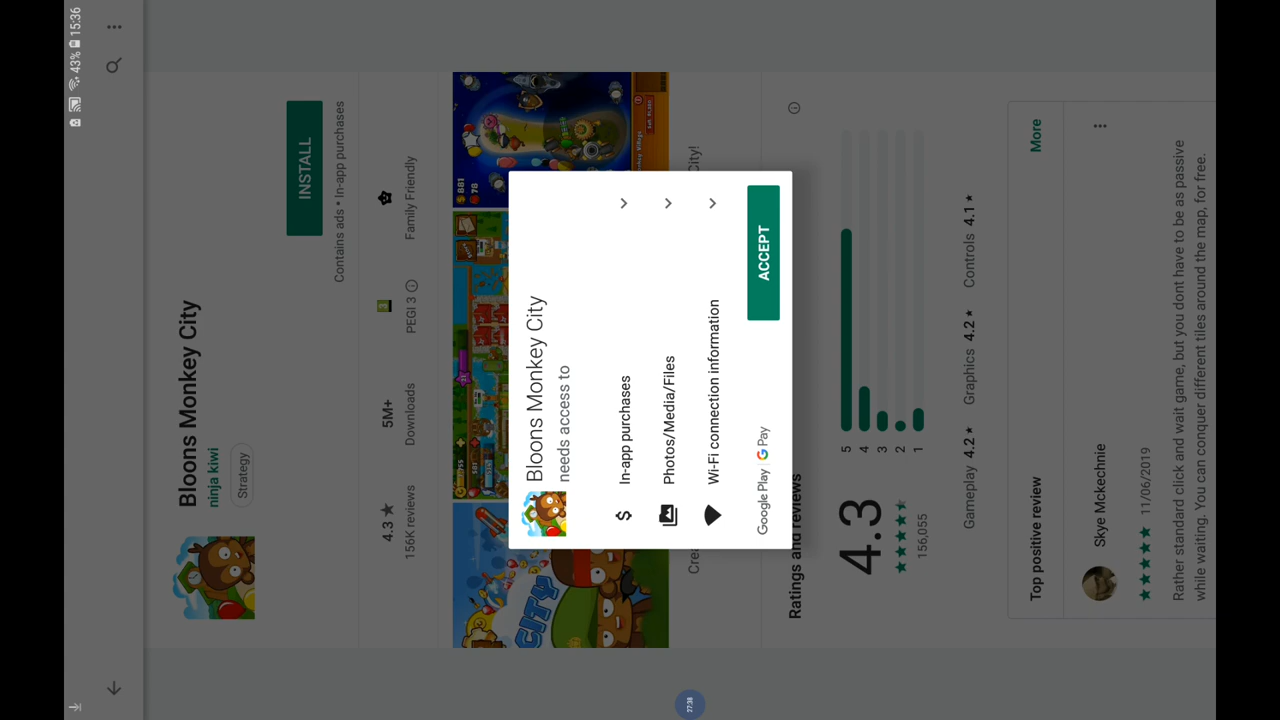 43% 15:36
Bloons Monkey City
ninja kiwi
Strategy
INSTALL
Contains ads • In-app purchases
4.3 ★
156K reviews
5M+
Downloads
3
PEGI 3
Family Friendly
CITY
City!
Crea
Bloons Monkey City
needs access to
$ In-app purchases
Photos/Media/Files
Wi-Fi connection information
Google Play | G Pay
ACCEPT
Ratings and reviews
4.3
156,055
5
4
3
2
1
Gameplay 4.2 ★ Graphics 4.2 ★ Controls 4.1 ★
Top positive review
More
Skye Mckechnie
11/06/2019
Rather standard click and wait game, but you dont have to be as passive
while waiting. You can conquer different tiles around the map, for free.
27:38